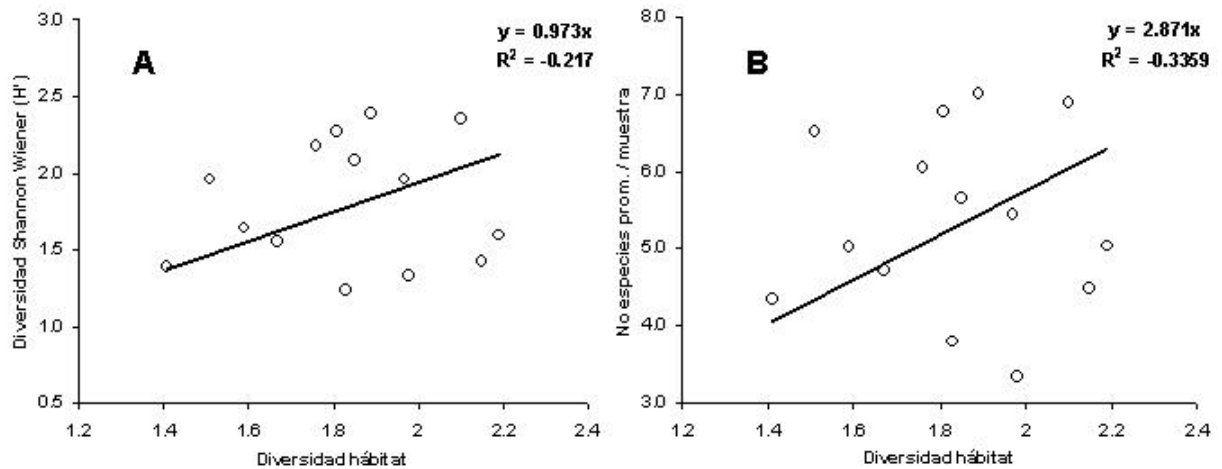 A
y = 0.973x
R² = -0.217
Diversidad Shannon Wiener (H')
3.0
2.5
2.0
1.5
1.0
0.5
1.2 1.4 1.6 1.8 2 2.2 2.4
Diversidad hábitat
B
y = 2.871x
R² = -0.3359
No especies prom. / muestra
8.0
7.0
6.0
5.0
4.0
3.0
1.2 1.4 1.6 1.8 2.0 2.2 2.4
Diversidad hábitat